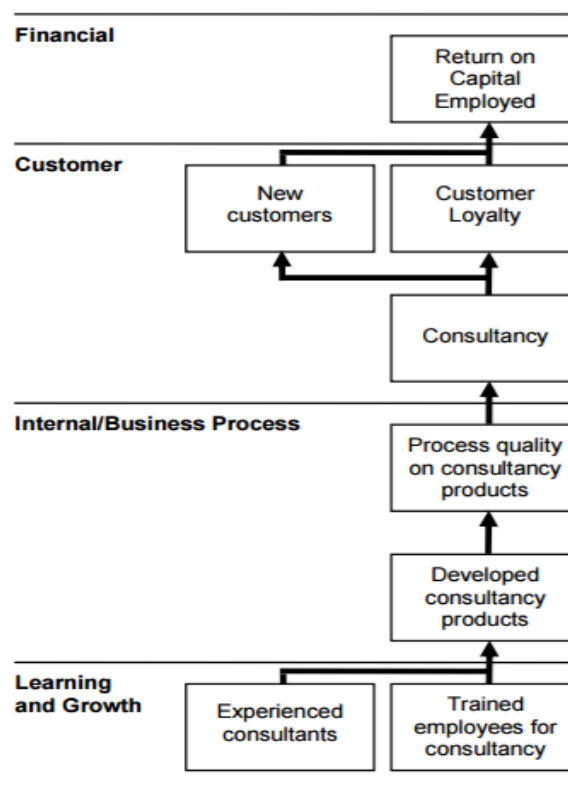 Financial
Return on
Capital
Employed
Customer
New
customers
Customer
Loyalty
Consultancy
Internal/Business Process
Process quality
on consultancy
products
Developed
consultancy
products
Learning
and Growth
Experienced
consultants
Trained
employees for
consultancy